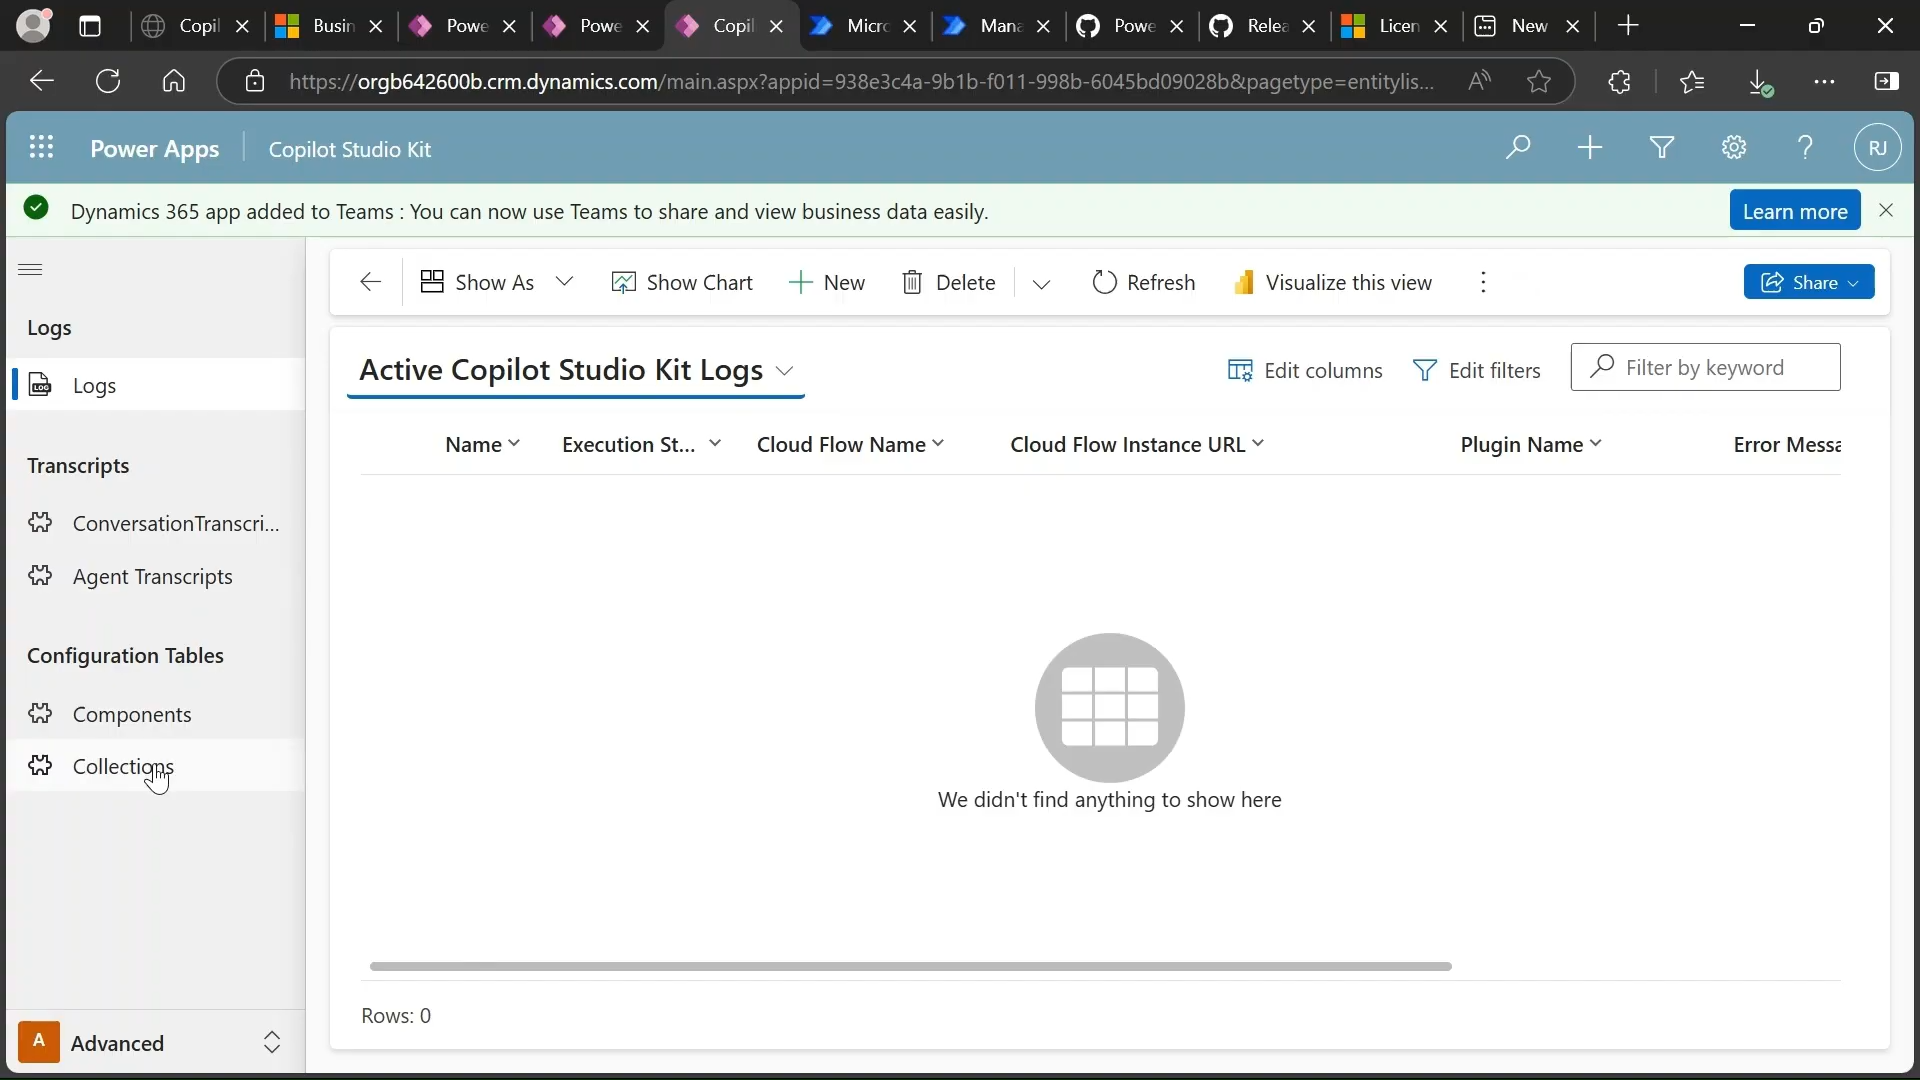 Copil
Busin
Powe
Powe
Copil
Micro
Mana
Powe
Relea
Licen
New
https://orgb642600b.crm.dynamics.com/main.aspx?appid=938e3c4a-9b1b-f011-998b-6045bd09028b&pagetype=entitylis...
Power Apps
Copilot Studio Kit
RJ
Dynamics 365 app added to Teams : You can now use Teams to share and view business data easily.
Learn more
Show As
Show Chart
New
Delete
Refresh
Visualize this view
Share
Logs
Logs
Transcripts
ConversationTranscri...
Agent Transcripts
Configuration Tables
Components
Collections
A Advanced
Active Copilot Studio Kit Logs
Edit columns
Edit filters
Filter by keyword
Name
Execution St...
Cloud Flow Name
Cloud Flow Instance URL
Plugin Name
Error Messa
We didn't find anything to show here
Rows: 0